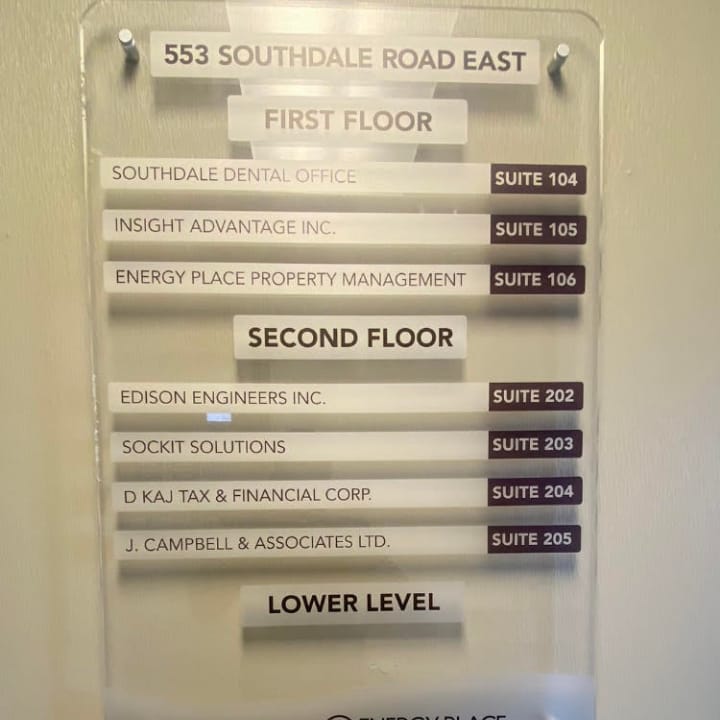 553 SOUTHDALE ROAD EAST
FIRST FLOOR
SOUTHDALE DENTAL OFFICE SUITE 104
INSIGHT ADVANTAGE INC. SUITE 105
ENERGY PLACE PROPERTY MANAGEMENT SUITE 106
SECOND FLOOR
EDISON ENGINEERS INC. SUITE 202
SOCKIT SOLUTIONS SUITE 203
D KAJ TAX & FINANCIAL CORP. SUITE 204
J. CAMPBELL & ASSOCIATES LTD. SUITE 205
LOWER LEVEL
ENERGY PLACE